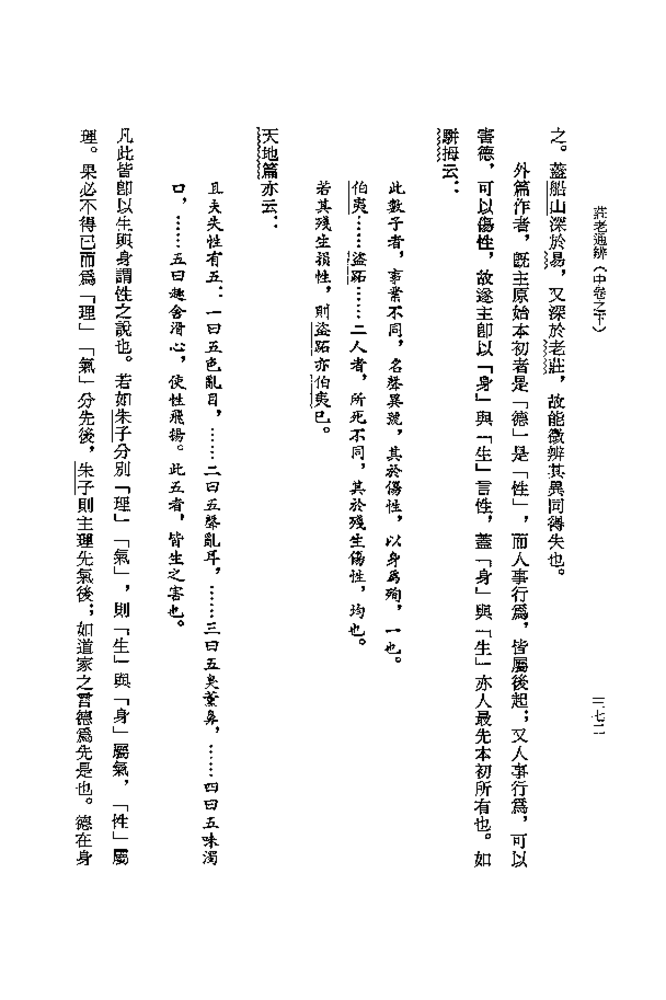 莊老通辨（中卷之下）
三七二
之。蓋船山深於易，又深於老莊，故能微辨其異同得失也。
外篇作者，既主原始本初者是「德」是「性」，而人事行為，皆屬後起；又人事行為，可以
害德，可以傷性，故遂主卽以「身」與「生」言性，蓋「身」與「生」亦人最先本初所有也。如
駢拇云：
此數子者，事業不同，名聲異號，其於傷性，以身為殉，一也。
伯夷……盜跖……二人者，所死不同，其於殘生傷性，均也。
若其殘生損性，則盜跖亦伯夷已。
天地篇亦云：
且夫失性有五：一曰五色亂目，……二曰五聲亂耳，……三曰五臭薰鼻，……四曰五味濁
口，……五曰趣舍滑心，使性飛揚。此五者，皆生之害也。
凡此皆卽以生與身謂性之說也。若如朱子分別「理」「氣」，則「生」與「身」屬氣，「性」屬
理。果必不得已而為「理」「氣」分先後，朱子則主理先氣後；如道家之言德為先是也。德在身